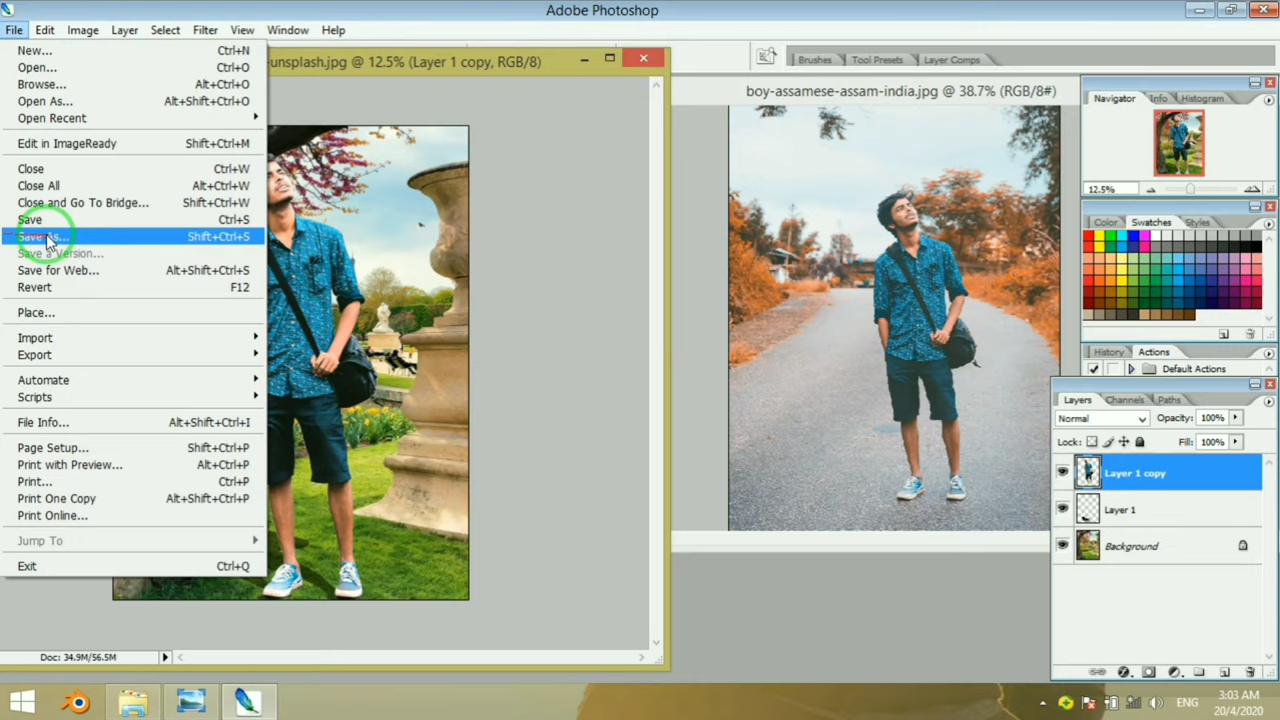 Adobe Photoshop
File Edit Image Layer Select Filter View Window Help
New... Ctrl+N
Open... Ctrl+O
Browse... Alt+Ctrl+O
Open As... Alt+Shift+Ctrl+O
Open Recent
Edit in ImageReady Shift+Ctrl+M
Close Ctrl+W
Close All Alt+Ctrl+W
Close and Go To Bridge... Shift+Ctrl+W
Save Ctrl+S
Save As... Shift+Ctrl+S
Save a Version...
Save for Web... Alt+Shift+Ctrl+S
Revert F12
Place...
Import
Export
Automate
Scripts
File Info... Alt+Shift+Ctrl+I
Page Setup... Shift+Ctrl+P
Print with Preview... Alt+Ctrl+P
Print... Ctrl+P
Print One Copy Alt+Shift+Ctrl+P
Print Online...
Jump To
Exit Ctrl+Q
-unsplash.jpg @ 12.5% (Layer 1 copy, RGB/8)
Doc: 34.9M/56.5M
Brushes Tool Presets Layer Comps
boy-assamese-assam-india.jpg @ 38.7% (RGB/8#)
Navigator Info Histogram
12.5%
Color Swatches Styles
History Actions
Default Actions
Layers Channels Paths
Normal Opacity: 100%
Lock: Fill: 100%
Layer 1 copy
Layer 1
Background
ENG
3:03 AM
20/4/2020